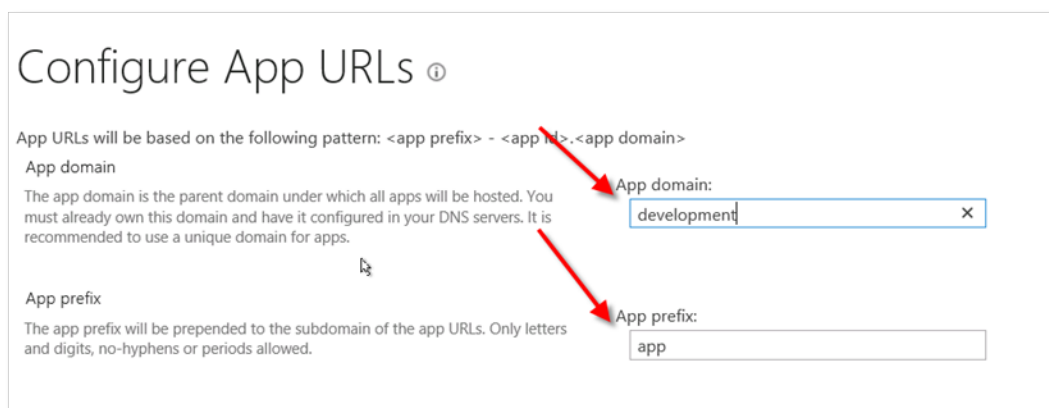 Configure App URLs
App URLs will be based on the following pattern: <app prefix> - <app id>.<app domain>
App domain
The app domain is the parent domain under which all apps will be hosted. You
must already own this domain and have it configured in your DNS servers. It is
recommended to use a unique domain for apps.
App domain:
development
App prefix
The app prefix will be prepended to the subdomain of the app URLs. Only letters
and digits, no-hyphens or periods allowed.
App prefix:
app